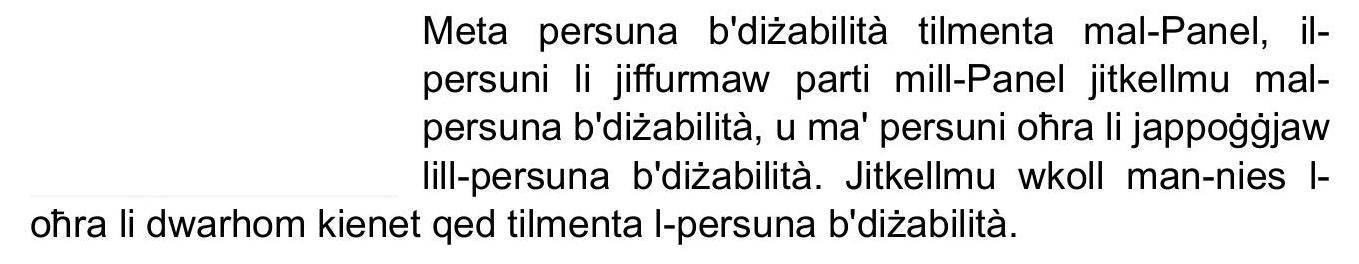 Meta persuna b'diżabilità tilmenta mal-Panel, il-
persuni li jiffurmaw parti mill-Panel jitkellmu mal-
persuna b'diżabilità, u ma' persuni oħra li jappoġġjaw
lill-persuna b'diżabilità. Jitkellmu wkoll man-nies l-
oħra li dwarhom kienet qed tilmenta l-persuna b'diżabilità.